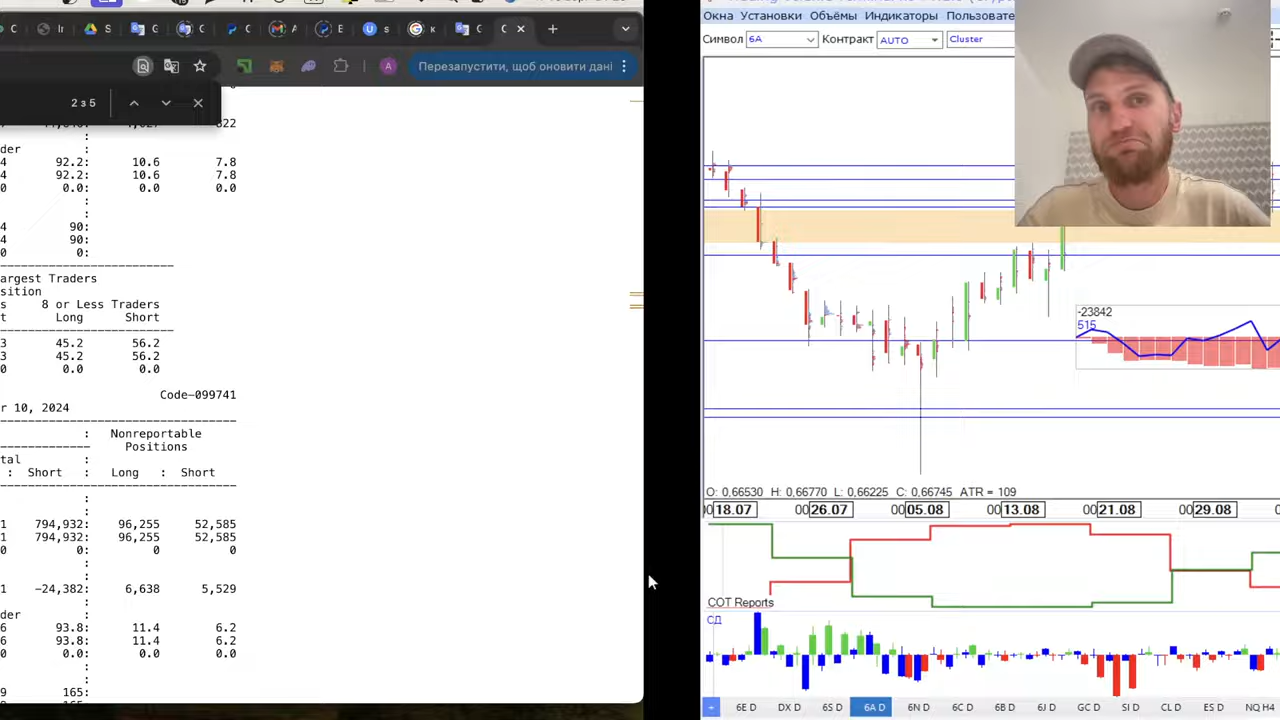 Перезапустити, щоб оновити дані
2 з 5
822
der
4 92.2: 10.6 7.8
4 92.2: 10.6 7.8
0 0.0: 0.0 0.0
4 90:
4 90:
0 0:
argest Traders
sition
s 8 or Less Traders
t Long Short
3 45.2 56.2
3 45.2 56.2
0 0.0 0.0
Code-099741
r 10, 2024
: Nonreportable
Positions
tal :
: Short : Long : Short
1 794,932: 96,255 52,585
1 794,932: 96,255 52,585
0 0: 0 0
1 -24,382: 6,638 5,529
der
6 93.8: 11.4 6.2
6 93.8: 11.4 6.2
0 0.0: 0.0 0.0
9 165:
Окна Установки Объёмы Индикаторы Пользовате
Символ 6A Контракт AUTO Cluster
-23842
515
O: 0,66530 H: 0,66770 L: 0,66225 C: 0,66745 ATR = 109
18.07 0026.07 0005.08 0013.08 0021.08 0029.08
COT Reports
СД
6E D DX D 6S D 6A D 6N D 6C D 6B D 6J D GC D SI D CL D ES D NQ H4